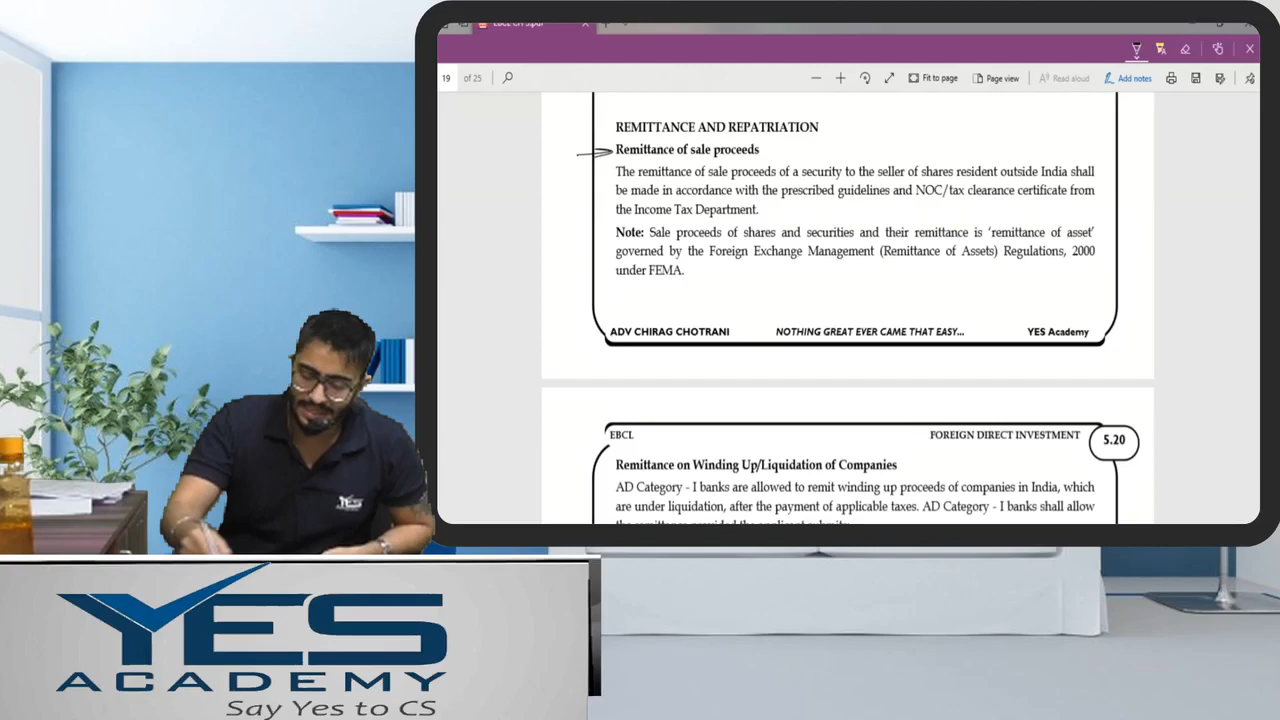 19 of 25
Fit to page
Page view
Read aloud
Add notes
REMITTANCE AND REPATRIATION
Remittance of sale proceeds
The remittance of sale proceeds of a security to the seller of shares resident outside India shall
be made in accordance with the prescribed guidelines and NOC/tax clearance certificate from
the Income Tax Department.
Note: Sale proceeds of shares and securities and their remittance is ‘remittance of asset’
governed by the Foreign Exchange Management (Remittance of Assets) Regulations, 2000
under FEMA.
ADV CHIRAG CHOTRANI NOTHING GREAT EVER CAME THAT EASY... YES Academy
EBCL FOREIGN DIRECT INVESTMENT 5.20
Remittance on Winding Up/Liquidation of Companies
AD Category - I banks are allowed to remit winding up proceeds of companies in India, which
are under liquidation, after the payment of applicable taxes. AD Category - I banks shall allow
YES
ACADEMY
Say Yes to CS